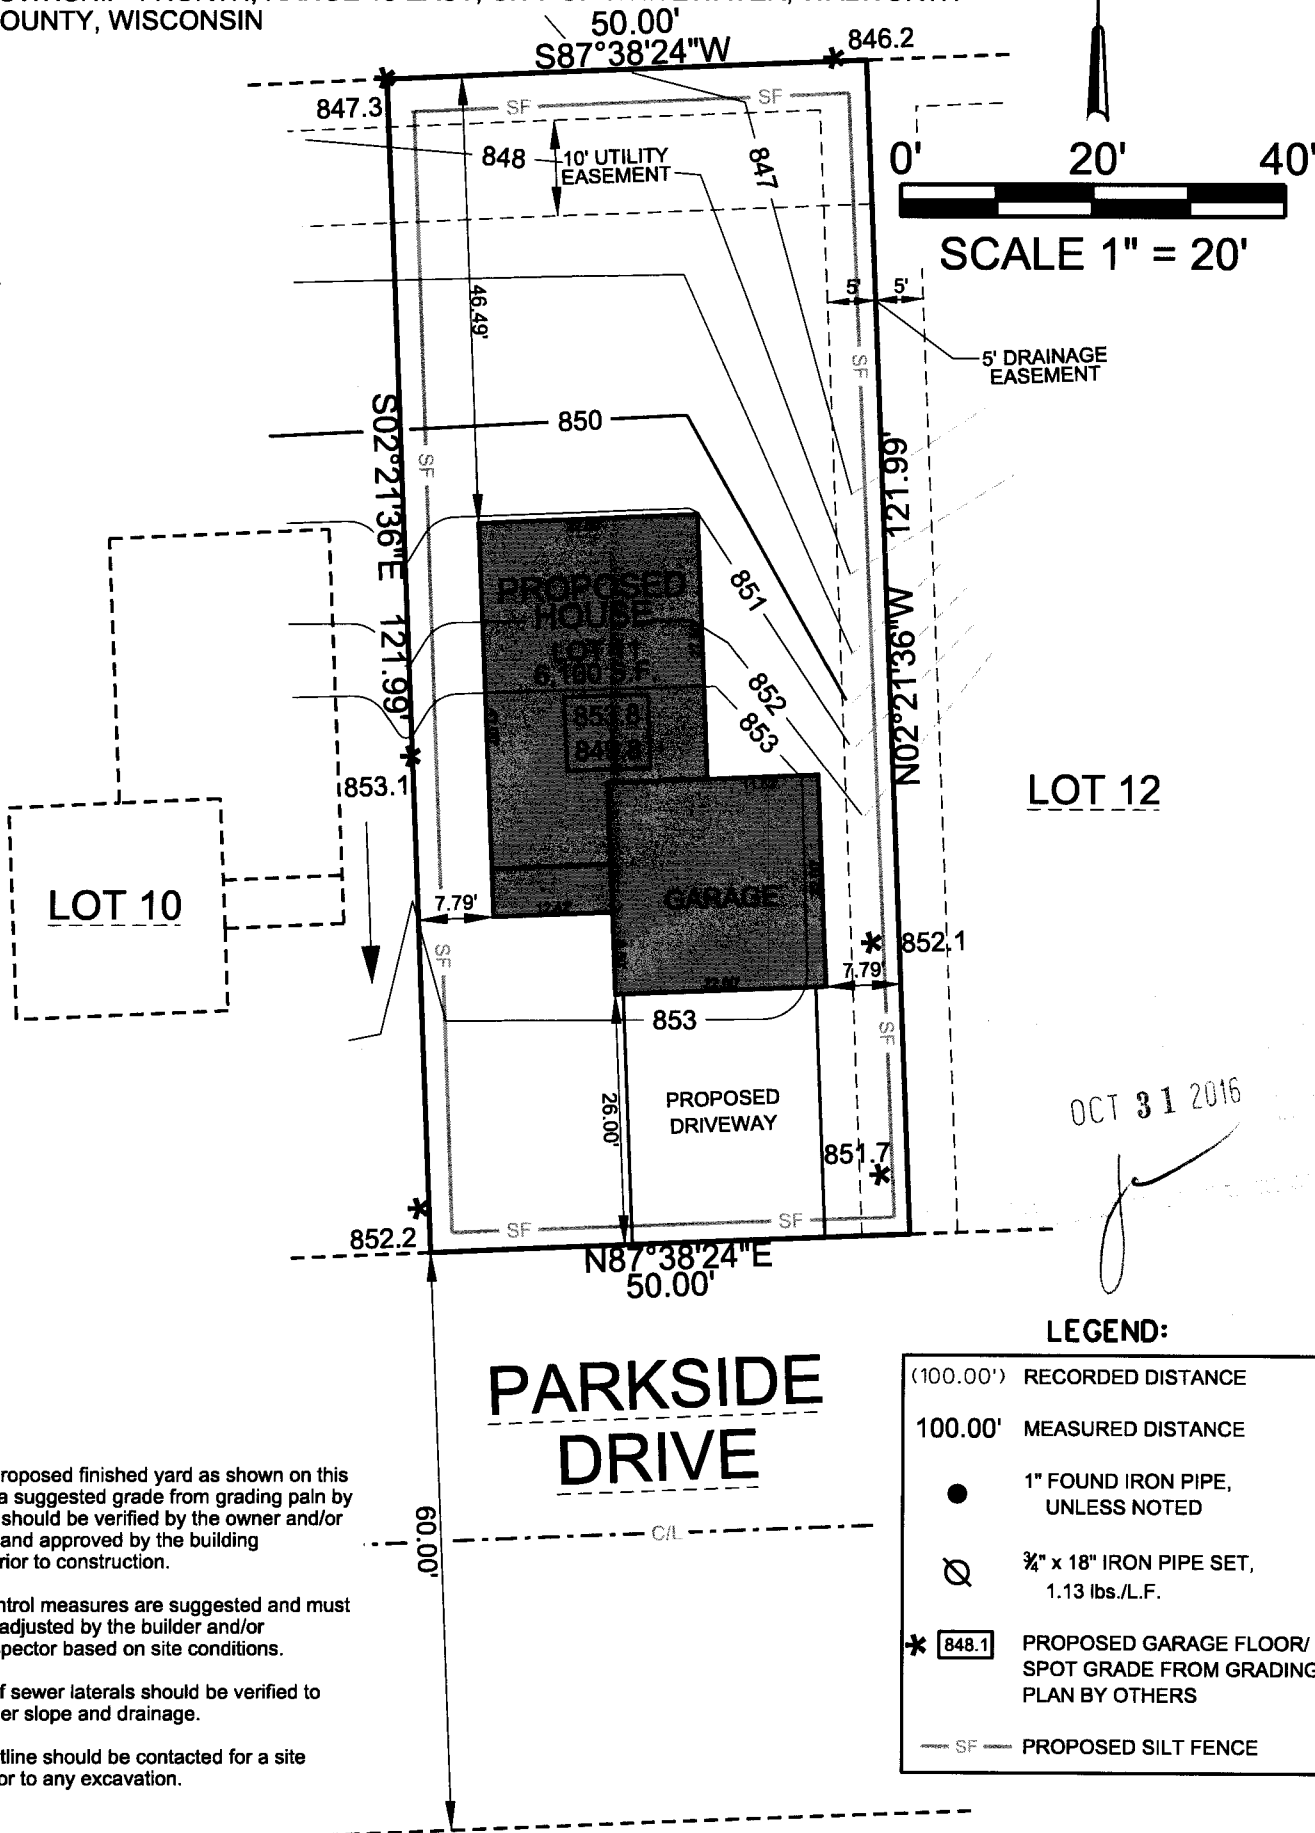 COUNTY, WISCONSIN
50.00'
S87°38'24"W
846.2
847.3
SF
SF
848
10' UTILITY
EASEMENT
847
0' 20' 40'
SCALE 1" = 20'
46.49'
5' 5'
5' DRAINAGE
EASEMENT
SF
S02°21'36"E 121.99'
SF
850
N02°21'36"W 121.99'
851
852
853
PROPOSED
HOUSE
6,100 S.F.
853.1
LOT 12
LOT 10
GARAGE
7.79'
852.1
7.79'
SF
SF
853
26.00'
PROPOSED
DRIVEWAY
851.7
OCT 31 2016
852.2
SF
SF
N87°38'24"E
50.00'
PARKSIDE
DRIVE
60.00'
C/L
LEGEND:
(100.00') RECORDED DISTANCE
100.00' MEASURED DISTANCE
1" FOUND IRON PIPE,
UNLESS NOTED
¾" x 18" IRON PIPE SET,
1.13 lbs./L.F.
848.1 PROPOSED GARAGE FLOOR/
SPOT GRADE FROM GRADING
PLAN BY OTHERS
SF PROPOSED SILT FENCE
proposed finished yard as shown on this
a suggested grade from grading paln by
should be verified by the owner and/or
and approved by the building
prior to construction.
control measures are suggested and must
adjusted by the builder and/or
inspector based on site conditions.
of sewer laterals should be verified to
slope and drainage.
should be contacted for a site
to any excavation.